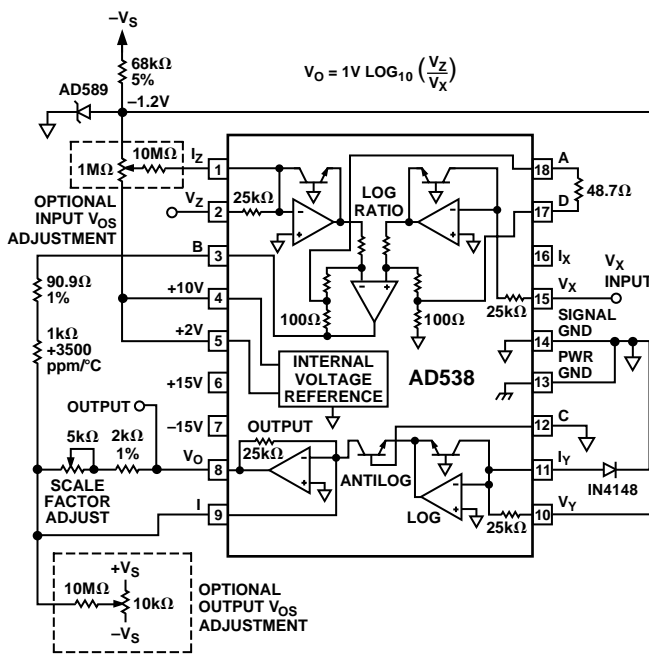 –VS
68kΩ
5%
AD589
–1.2V
VO = 1V LOG10 (VZ/VX)
10MΩ
1MΩ
OPTIONAL
INPUT VOS
ADJUSTMENT
IZ
1
VZ
2
25kΩ
B
3
90.9Ω
1%
+10V
4
1kΩ
+3500
ppm/°C
+2V
5
+15V
6
–15V
7
OUTPUT
5kΩ
2kΩ
1%
VO
8
SCALE
FACTOR
ADJUST
I
9
LOG
RATIO
100Ω
100Ω
INTERNAL
VOLTAGE
REFERENCE
AD538
OUTPUT
25kΩ
ANTILOG
LOG
25kΩ
25kΩ
18
A
48.7Ω
17
D
16
IX
15
VX
VX
INPUT
14
SIGNAL
GND
13
PWR
GND
12
C
11
IY
IN4148
10
VY
+VS
10MΩ
10kΩ
–VS
OPTIONAL
OUTPUT VOS
ADJUSTMENT